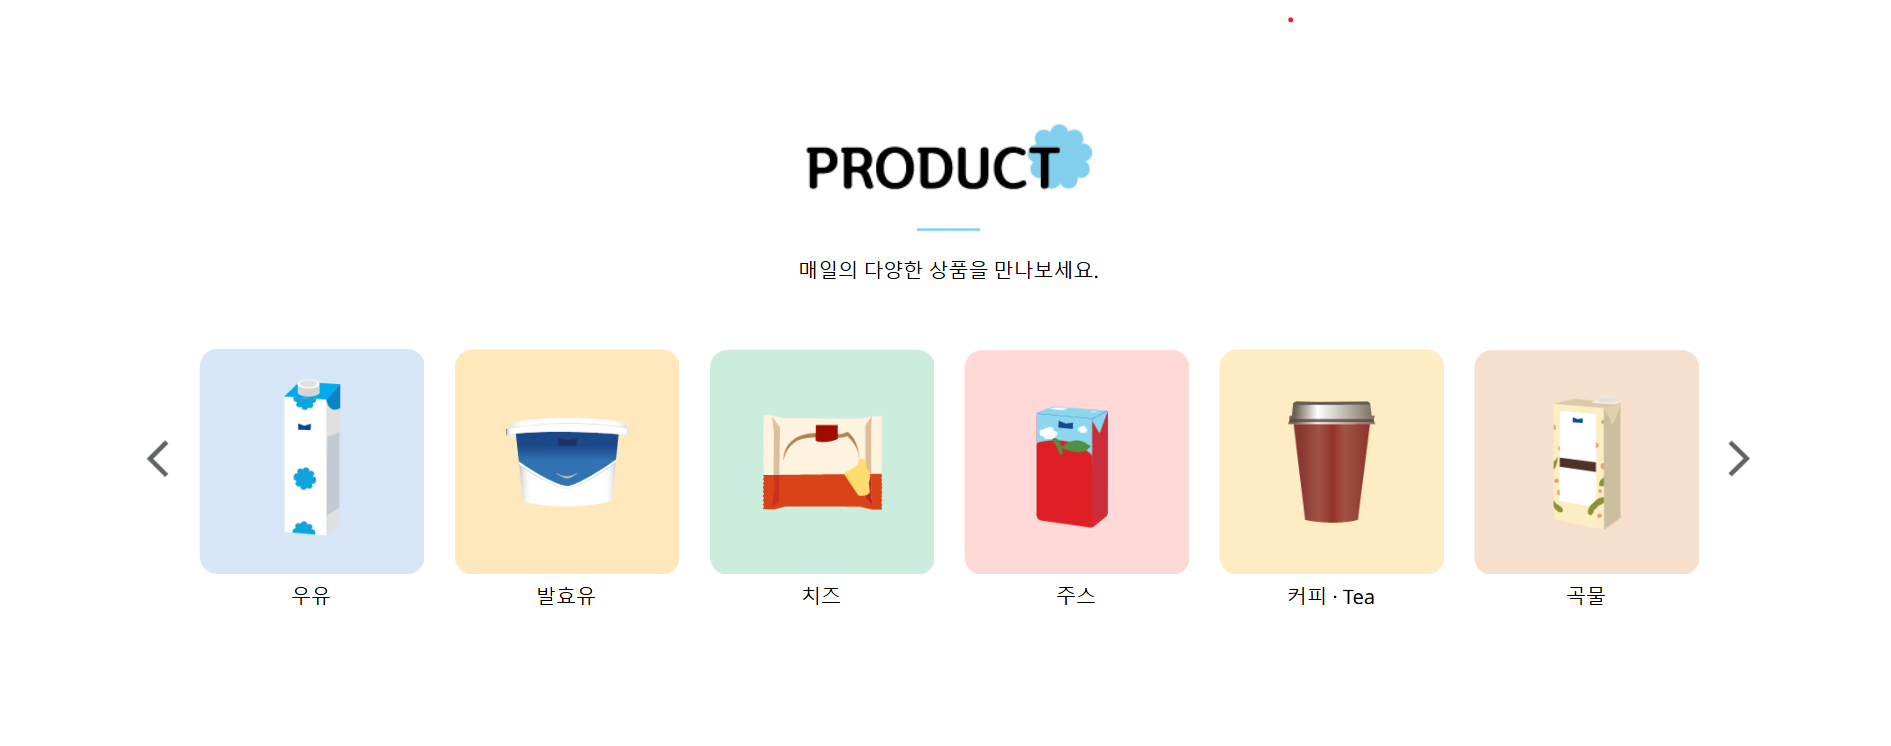 PRODUCT
매일의 다양한 상품을 만나보세요.
우유
발효유
치즈
주스
커피 · Tea
곡물